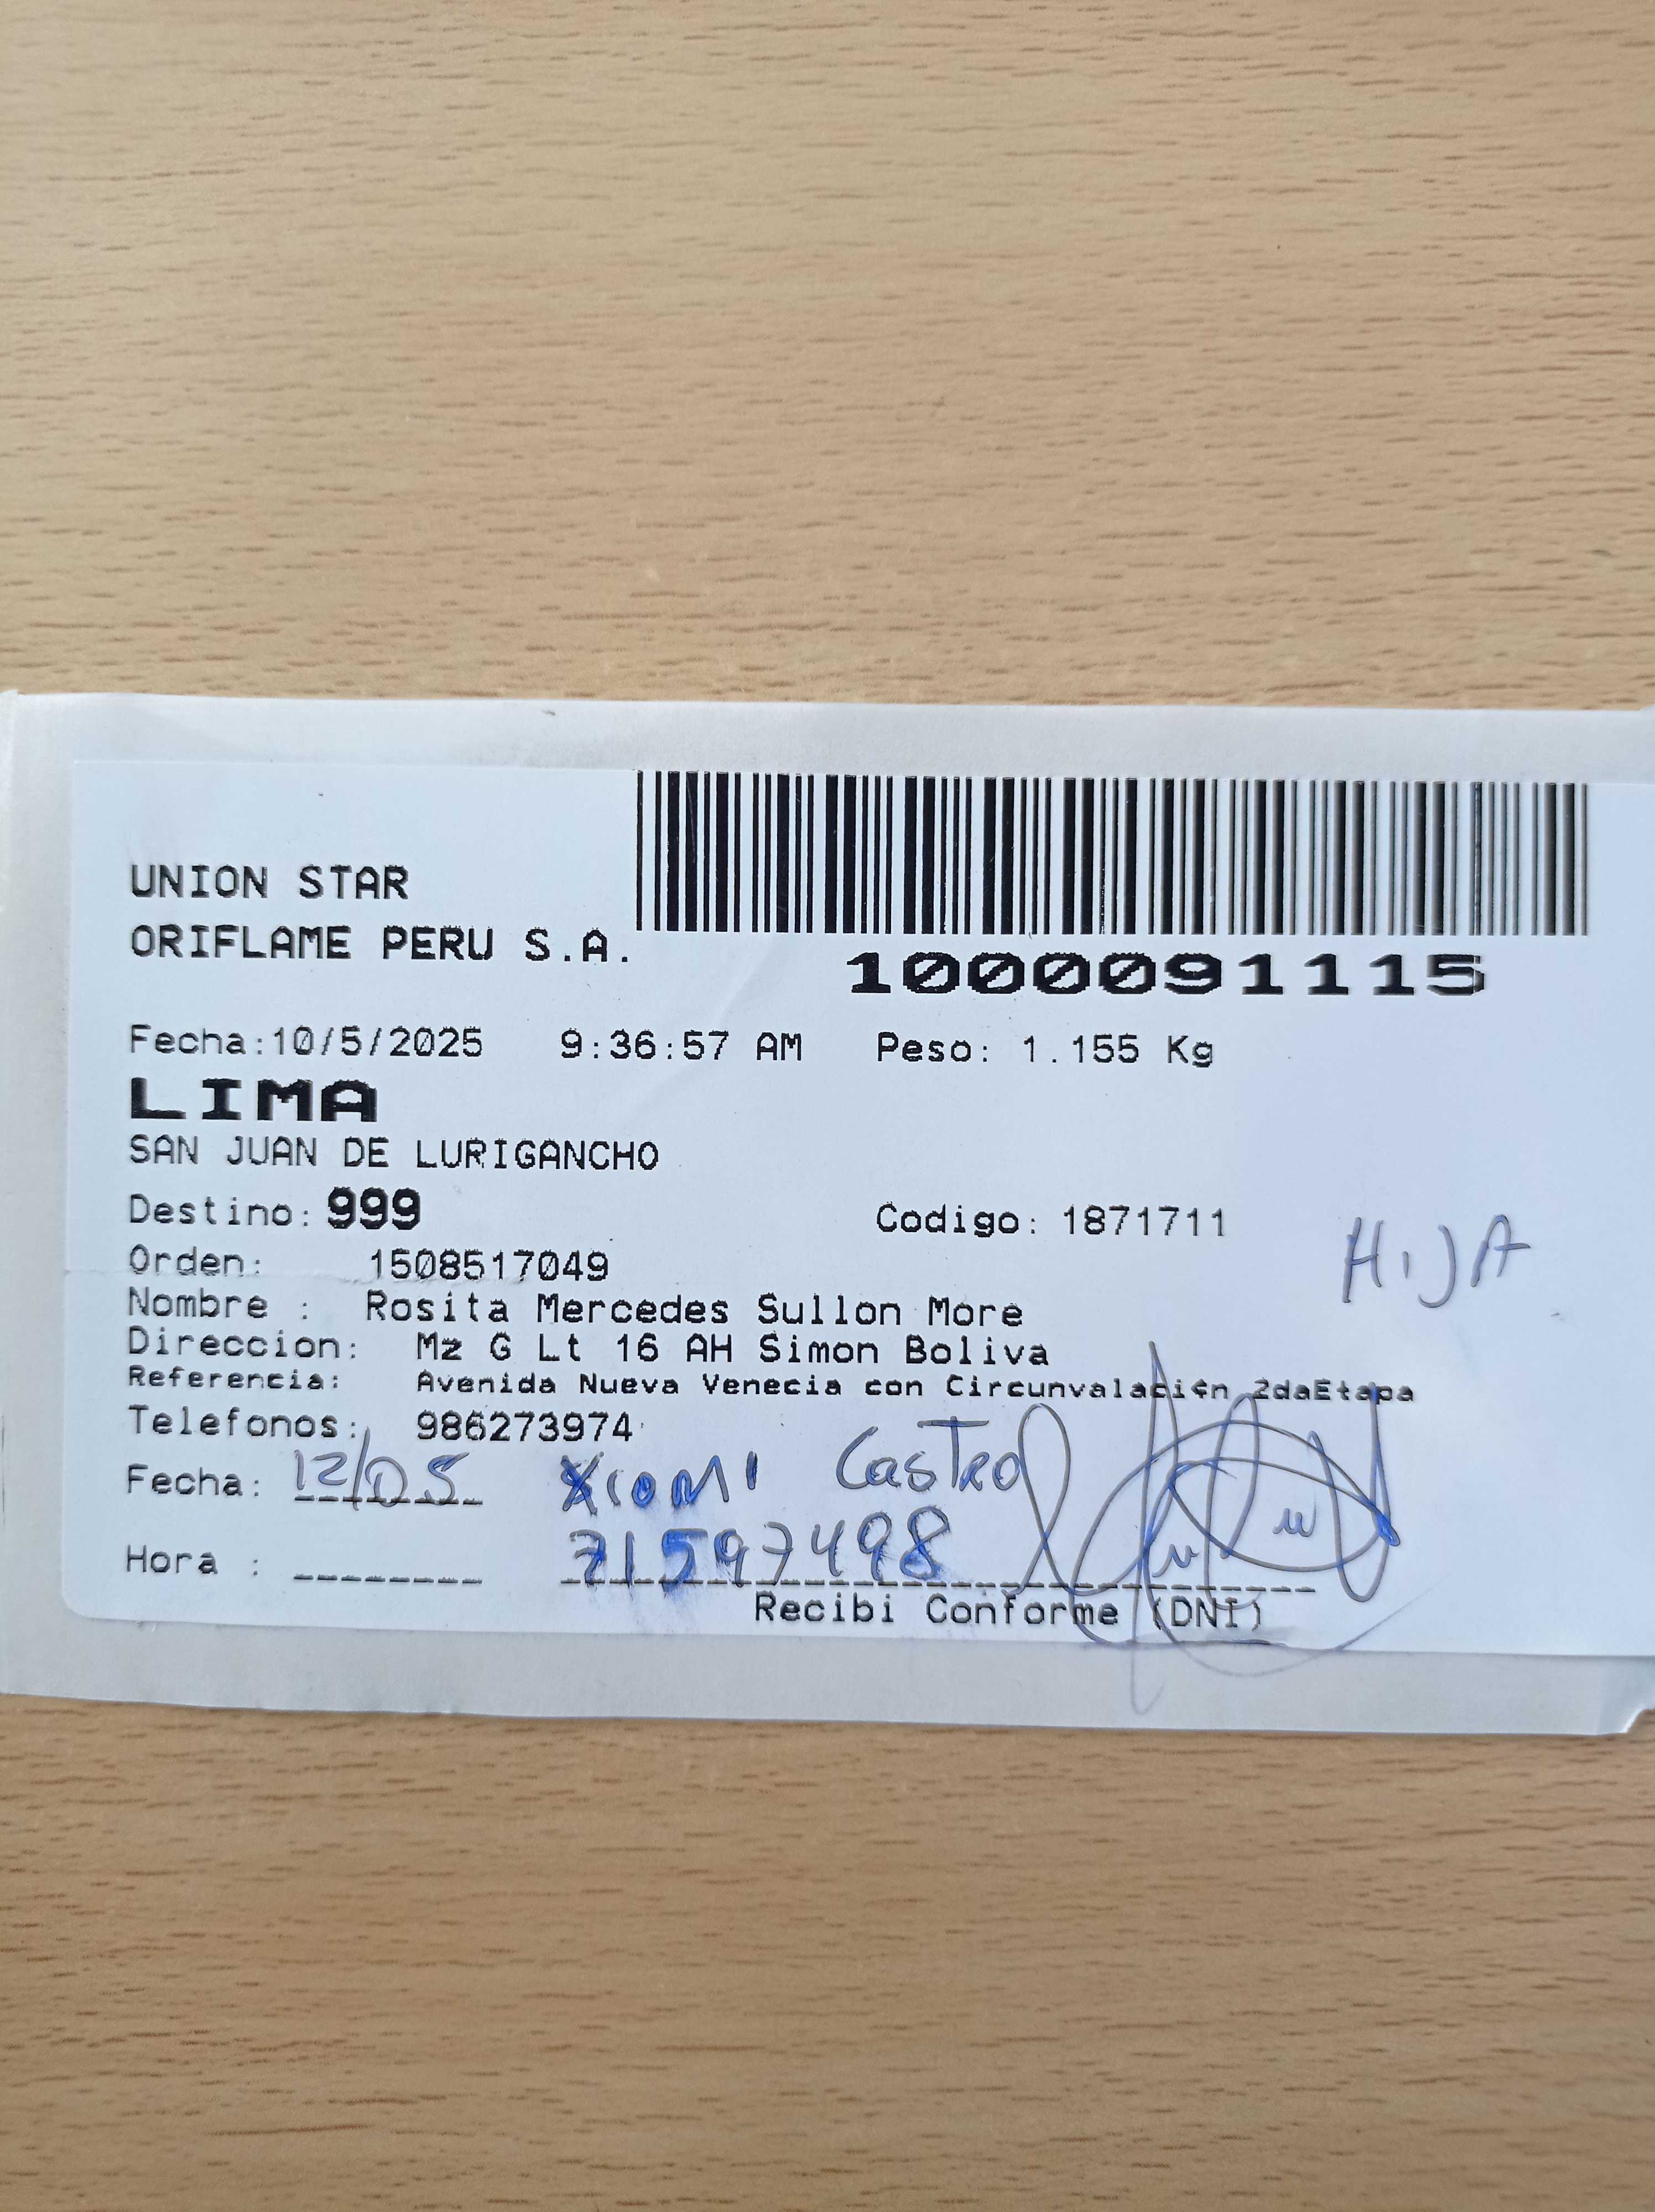 UNION STAR
ORIFLAME PERU S.A.
1000091115
Fecha:10/5/2025 9:36:57 AM Peso: 1.155 Kg
LIMA
SAN JUAN DE LURIGANCHO
Destino: 999 Codigo: 1871711
HIJA
Orden: 1508517049
Nombre : Rosita Mercedes Sullon More
Direccion: Mz G Lt 16 AH Simon Boliva
Referencia: Avenida Nueva Venecia con Circunvalaci¢n 2daEtapa
Telefonos: 986273974
Fecha: 12/05 XIOMI Castro
Hora : 71597498
Recibi Conforme (DNI)